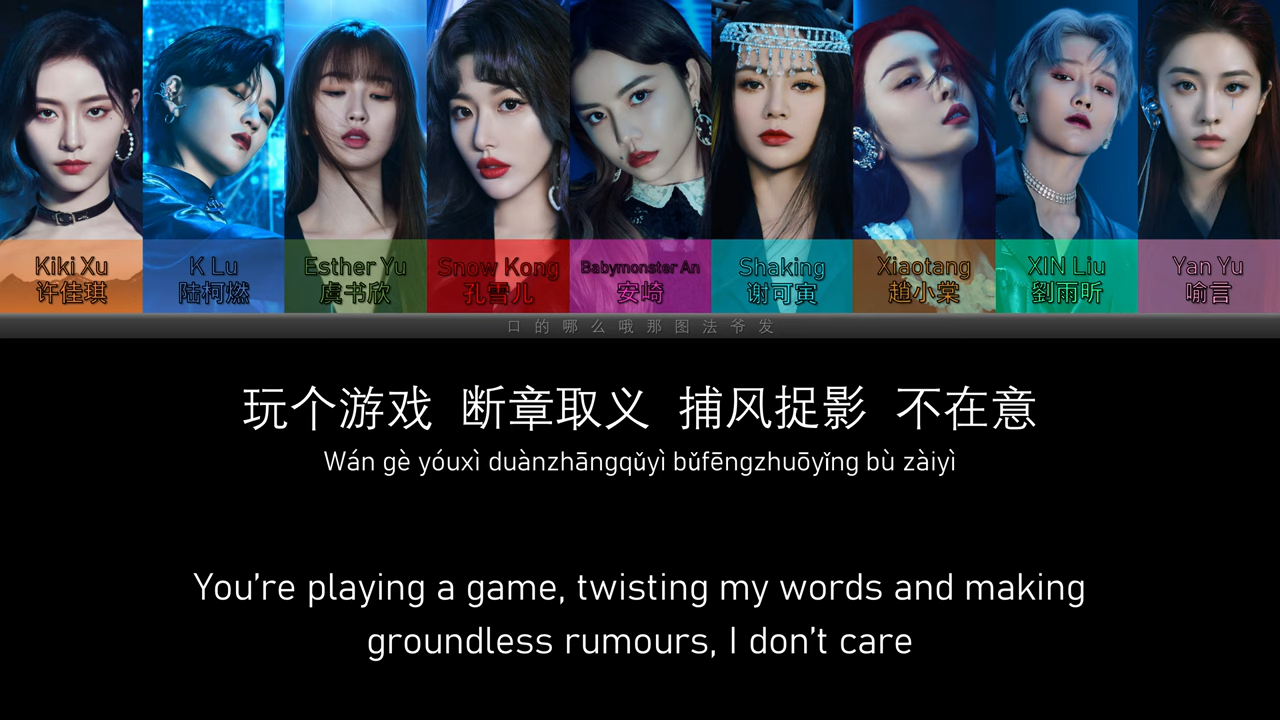 Kiki Xu
许佳琪
K Lu
陆柯燃
Esther Yu
虞书欣
Snow Kong
孔雪儿
Babymonster An
安崎
Shaking
谢可寅
Xiaotang
趙小棠
XIN Liu
劉雨昕
Yan Yu
喻言
口的哪么哦那图法爷发
玩个游戏 断章取义 捕风捉影 不在意
Wán gè yóuxì duànzhāngqǔyì bǔfēngzhuōyǐng bù zàiyì
You’re playing a game, twisting my words and making
groundless rumours, I don’t care